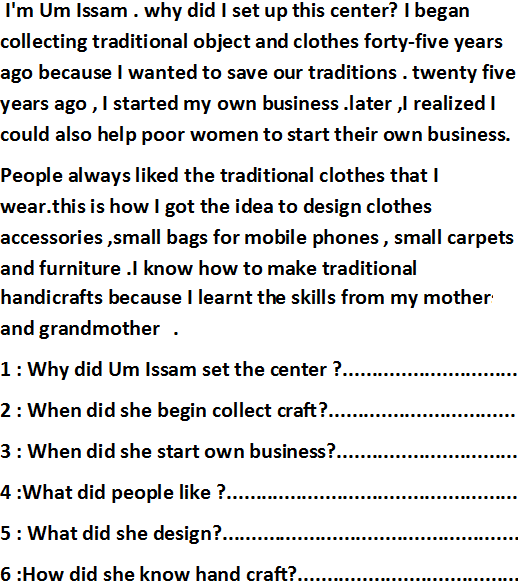 I'm Um Issam . why did I set up this center? I began
collecting traditional object and clothes forty-five years
ago because I wanted to save our traditions . twenty five
years ago , I started my own business .later ,I realized I
could also help poor women to start their own business.
People always liked the traditional clothes that I
wear.this is how I got the idea to design clothes
accessories ,small bags for mobile phones , small carpets
and furniture .I know how to make traditional
handicrafts because I learnt the skills from my mother
and grandmother .
1 : Why did Um Issam set the center ?..............................
2 : When did she begin collect craft?................................
3 : When did she start own business?...............................
4 :What did people like ?..................................................
5 : What did she design?...................................................
6 :How did she know hand craft?......................................